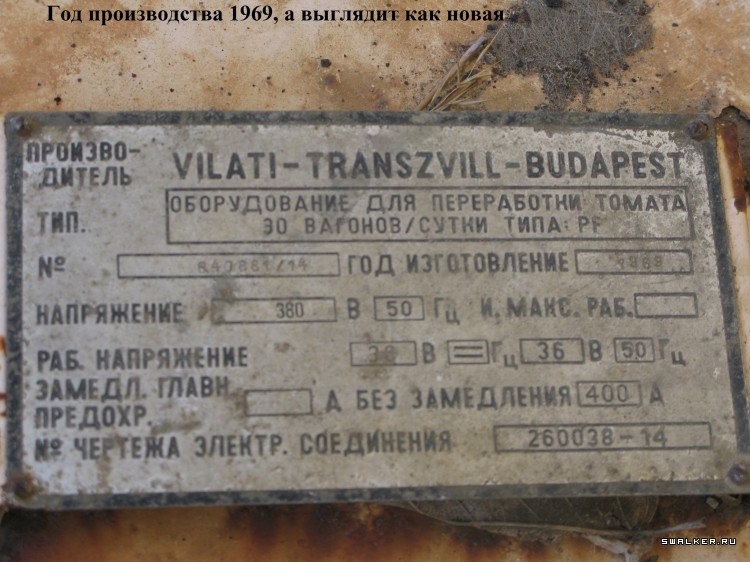 Год производства 1969, а выглядит как новая
ПРОИЗВО-
ДИТЕЛЬ VILATI-TRANSZVILL-BUDAPEST
ТИП. ОБОРУДОВАНИЕ ДЛЯ ПЕРЕРАБОТКИ ТОМАТА
30 ВАГОНОВ/СУТКИ ТИПА: PF
№ ГОД ИЗГОТОВЛЕНИЕ
НАПРЯЖЕНИЕ 380 В 50 ГЦ И. МАКС. РАБ.
РАБ. НАПРЯЖЕНИЕ В = ГЦ 36 В 50 ГЦ
ЗАМЕДЛ. ГЛАВН.
ПРЕДОХР. А БЕЗ ЗАМЕДЛЕНИЯ 400 А
№ ЧЕРТЕЖА ЭЛЕКТР. СОЕДИНЕНИЯ 260038-14
SWALKER.RU